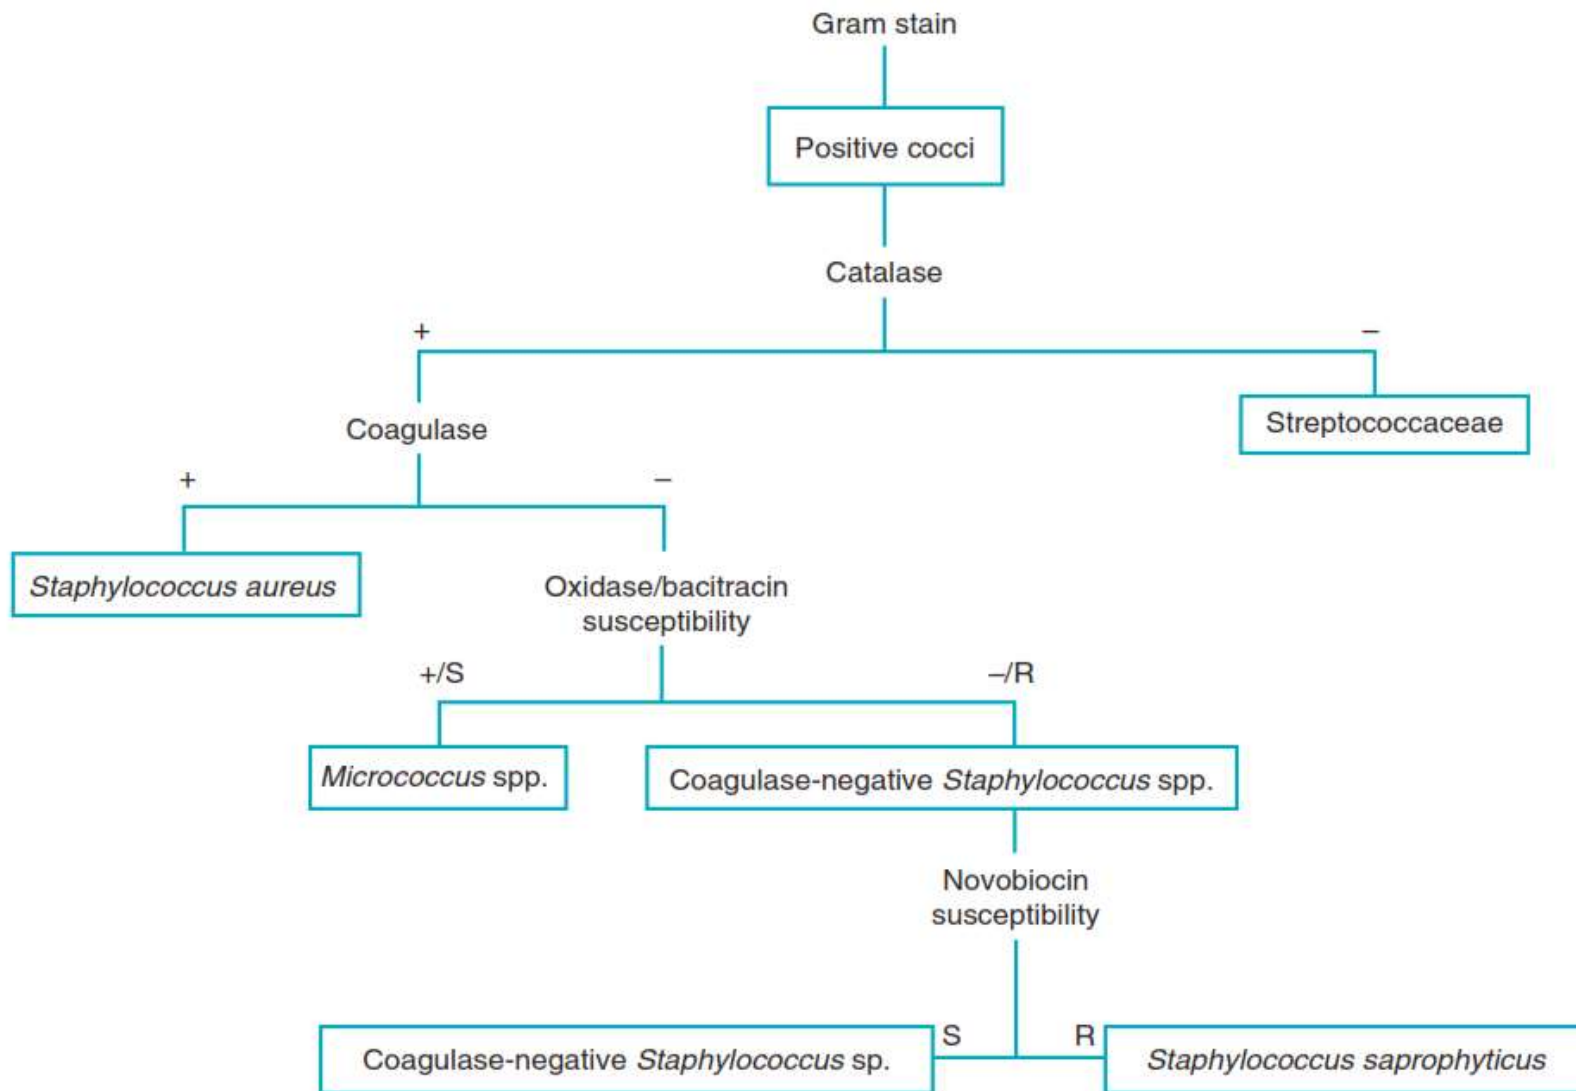 Gram stain
Positive cocci
Catalase
+
–
Coagulase
Streptococcaceae
+
–
Staphylococcus aureus
Oxidase/bacitracin
susceptibility
+/S
–/R
Micrococcus spp.
Coagulase-negative Staphylococcus spp.
Novobiocin
susceptibility
S
R
Coagulase-negative Staphylococcus sp.
Staphylococcus saprophyticus